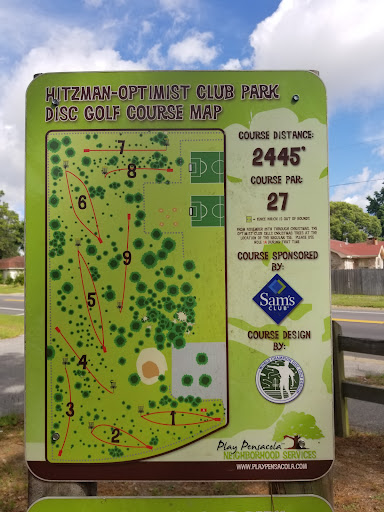 HITZMAN-OPTIMIST CLUB PARK
DISC GOLF COURSE MAP
COURSE DISTANCE:
2445'
COURSE PAR:
27
COURSE SPONSORED
BY:
Sam's
CLUB
COURSE DESIGN
BY:
7
8
6
9
5
4
3
2
1
Play Pensacola
NEIGHBORHOOD SERVICES
WWW.PLAYPENSACOLA.COM